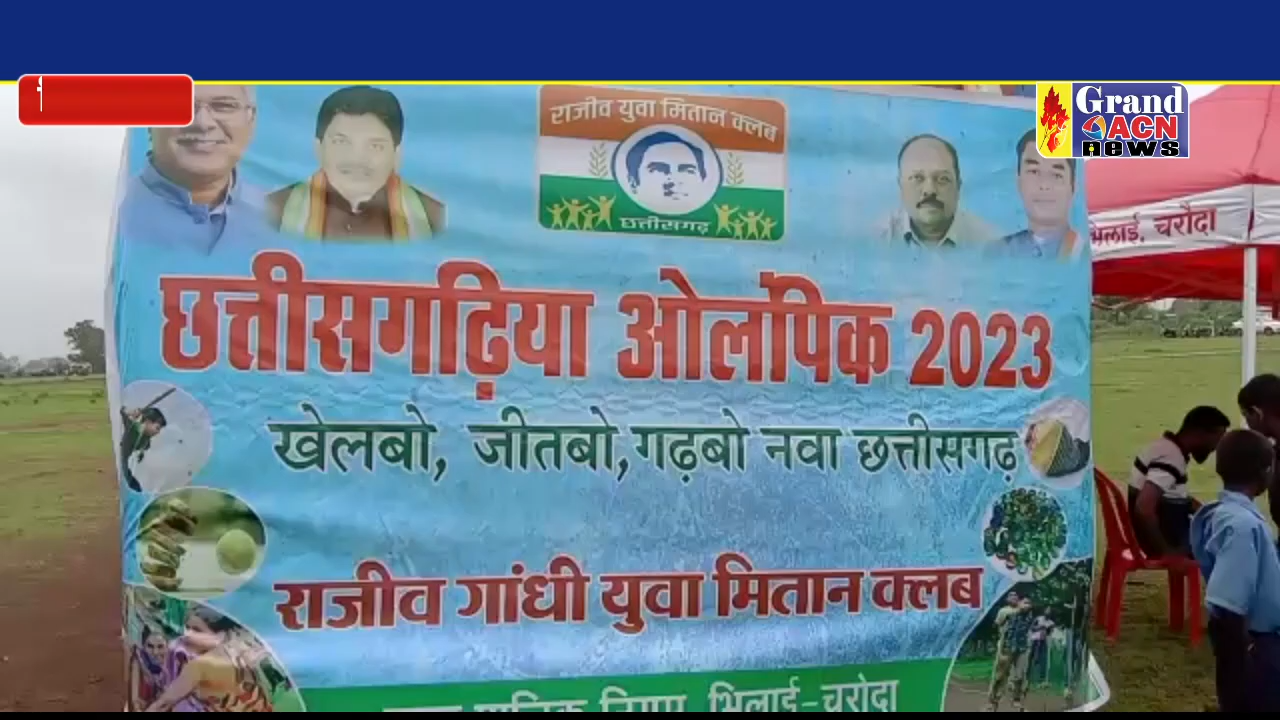 Grand
ACN
news
राजीव युवा मितान क्लब
छत्तीसगढ़
भिलाई, चरोदा
छत्तीसगढ़िया ओलंपिक 2023
खेलबो, जीतबो, गढ़बो नवा छत्तीसगढ़
राजीव गांधी युवा मितान क्लब
भिलाई-चरोदा